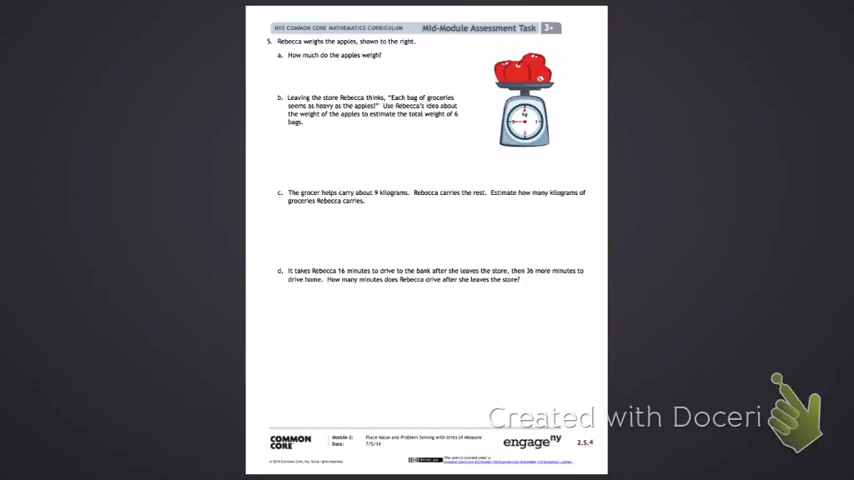 NYS COMMON CORE MATHEMATICS CURRICULUM Mid-Module Assessment Task 3•
5. Rebecca weighs the apples, shown to the right.
a. How much do the apples weigh?
b. Leaving the store Rebecca thinks, "Each bag of groceries
seems as heavy as the apples!" Use Rebecca's idea about
the weight of the apples to estimate the total weight of 6
bags.
c. The grocer helps carry about 9 kilograms. Rebecca carries the rest. Estimate how many kilograms of
groceries Rebecca carries.
d. It takes Rebecca 16 minutes to drive to the bank after she leaves the store, then 36 more minutes to
drive home. How many minutes does Rebecca drive after she leaves the store?
Created with Doceri
COMMON
CORE
Module 2: Place Value and Problem Solving with Units of Measure
Date: 7/5/14
engage ny
2.S.4